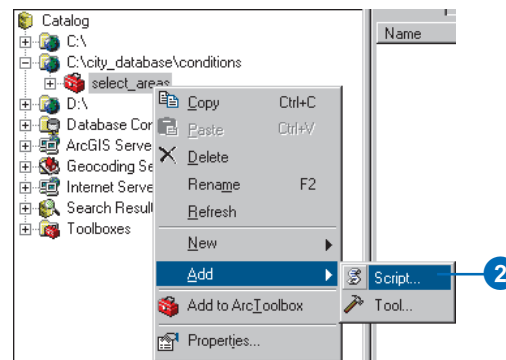 Catalog
Name
C:\
C:\city_database\conditions
select_areas
D:\
Database Cor
ArcGIS Serve
Geocoding Se
Internet Serve
Search Resul
Toolboxes
Copy Ctrl+C
Paste Ctrl+V
Delete
Rename F2
Refresh
New
Add
Add to ArcToolbox
Properties...
Script...
Tool...
2